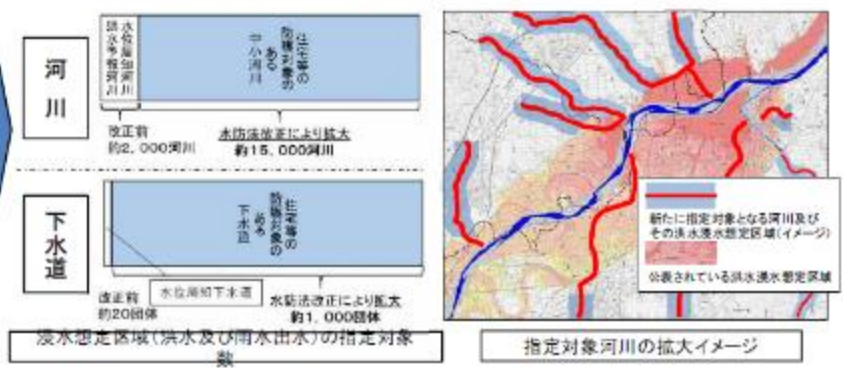 河川
洪水予報河川
水位周知河川
住宅等の
防護対象の
ある
中小河川
改正前
約2,000河川
水防法改正により拡大
約15,000河川
下水道
住宅等の
防護対象の
ある
下水道
水位周知下水道
改正前
約20団体
水防法改正により拡大
約1,000団体
浸水想定区域(洪水及び雨水出水)の指定対象
数
新たに指定対象となる河川及び
その洪水浸水想定区域(イメージ)
公表されている洪水浸水想定区域
指定対象河川の拡大イメージ